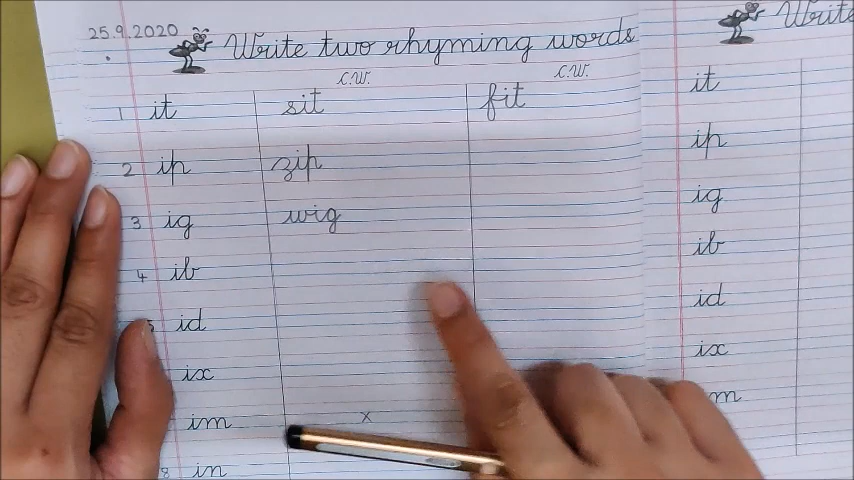 25.9.2020
Write two rhyming words
C.W. C.W.
1 it sit fit
2 ip zip
3 ig wig
4 ib
5 id
ix
im x
8 in
Write
it
ip
ig
ib
id
ix
m